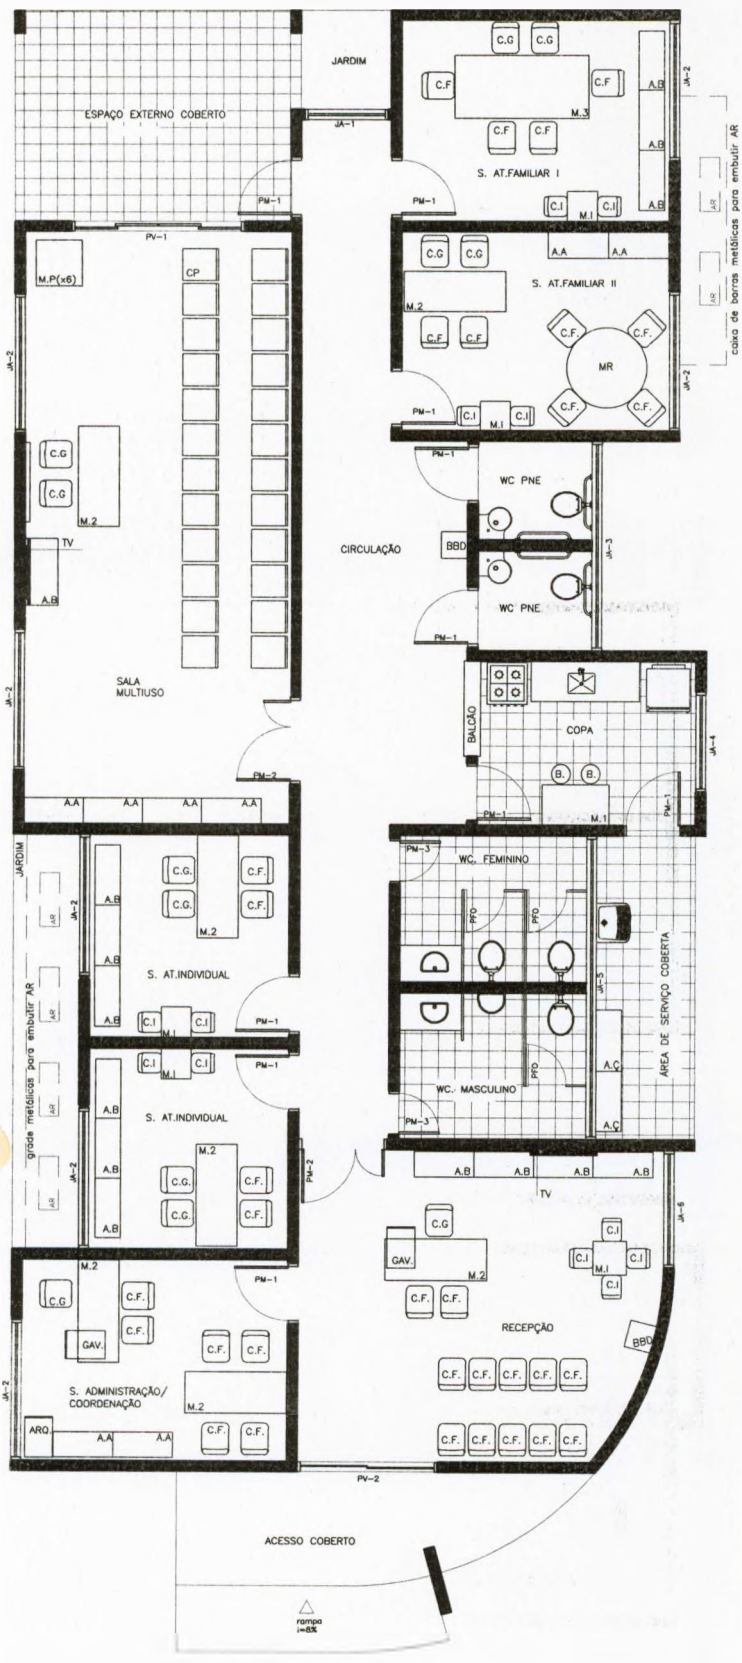 JARDIM
ESPAÇO EXTERNO COBERTO
JA-1
PM-1
PV-1
C.G
C.G
C.F
C.F
M.3
C.F
C.F
A.B
A.B
A.B
JA-2
S. AT.FAMILIAR I
PM-1
C.I
M.I
C.I
AR
AR
caixa de barras metálicas para embutir AR
M.P(x6)
CP
JA-2
C.G
C.G
M.2
TV
A.B
JA-2
SALA
MULTIUSO
PM-2
A.A
A.A
A.A
A.A
C.G
C.G
A.A
A.A
S. AT.FAMILIAR II
M.2
C.F
C.F
C.F.
C.F.
MR
C.F.
C.F.
JA-2
PM-1
C.I
M.I
C.I
PM-1
WC PNE
CIRCULAÇÃO
BBD
JA-3
WC PNE
PM-1
BALCÃO
COPA
JA-4
B.
B.
M.1
PM-1
PM-1
JARDIM
grade metálicas para embutir AR
AR
AR
AR
AR
JA-2
A.B
A.B
A.B
C.G.
C.F.
C.G.
C.F.
M.2
S. AT.INDIVIDUAL
C.I
M.I
C.I
PM-1
PM-3
WC. FEMININO
PFO
PFO
JA-5
ÁREA DE SERVIÇO COBERTA
A.Ç
A.Ç
C.I
M.I
C.I
PM-1
JA-2
A.B
A.B
A.B
S. AT.INDIVIDUAL
M.2
C.G.
C.F.
C.G.
C.F.
WC. MASCULINO
PFO
PM-3
PM-2
A.B
A.B
A.B
A.B
TV
JA-6
M.2
C.G
C.F.
C.F.
GAV.
PM-1
C.F.
C.F.
M.2
S. ADMINISTRAÇÃO/
COORDENAÇÃO
JA-2
ARQ.
A.A
A.A
C.F.
C.F.
C.G
GAV.
M.2
C.F.
C.F.
C.I
C.I
M.I
C.I
C.I
RECEPÇÃO
BBD
C.F.
C.F.
C.F.
C.F.
C.F.
C.F.
C.F.
C.F.
C.F.
C.F.
PV-2
ACESSO COBERTO
rampa
i=8%